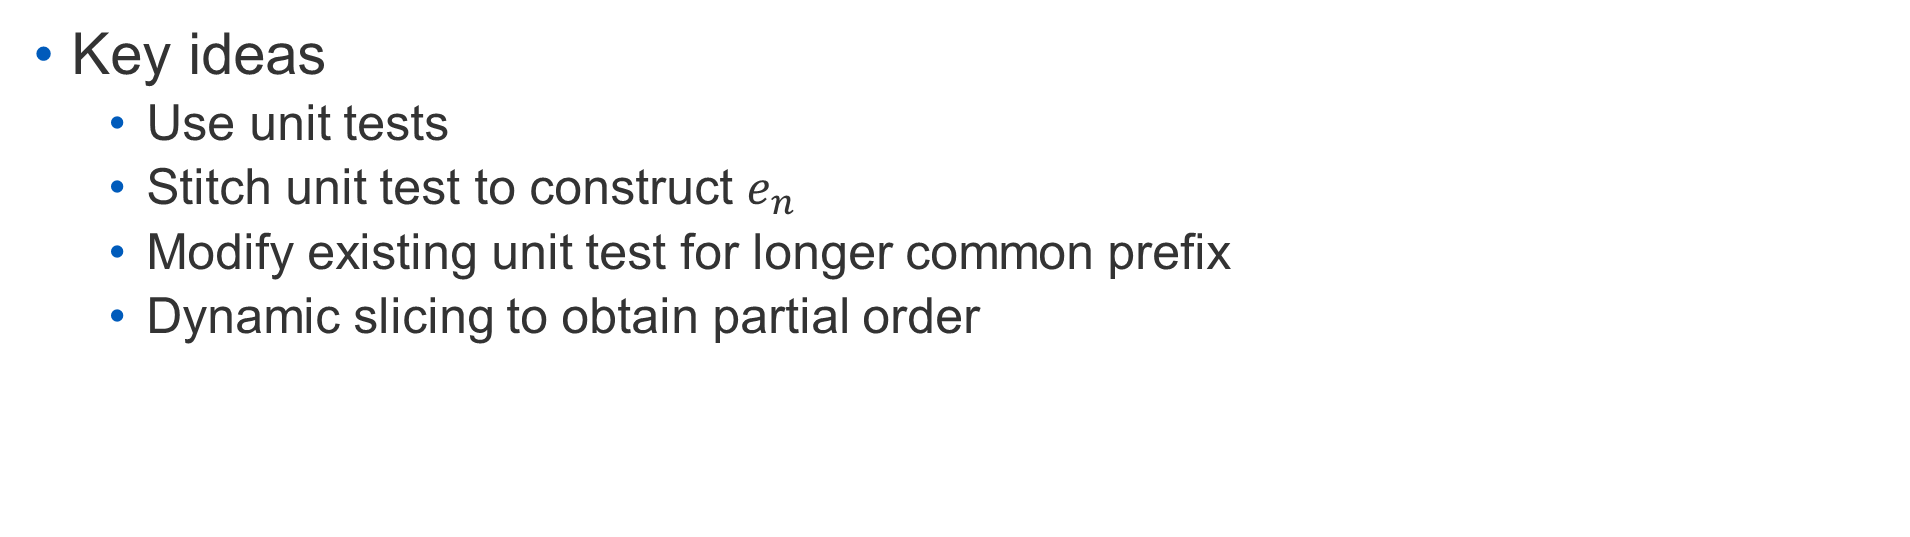 • Key ideas
• Use unit tests
• Stitch unit test to construct $e_n$
• Modify existing unit test for longer common prefix
• Dynamic slicing to obtain partial order